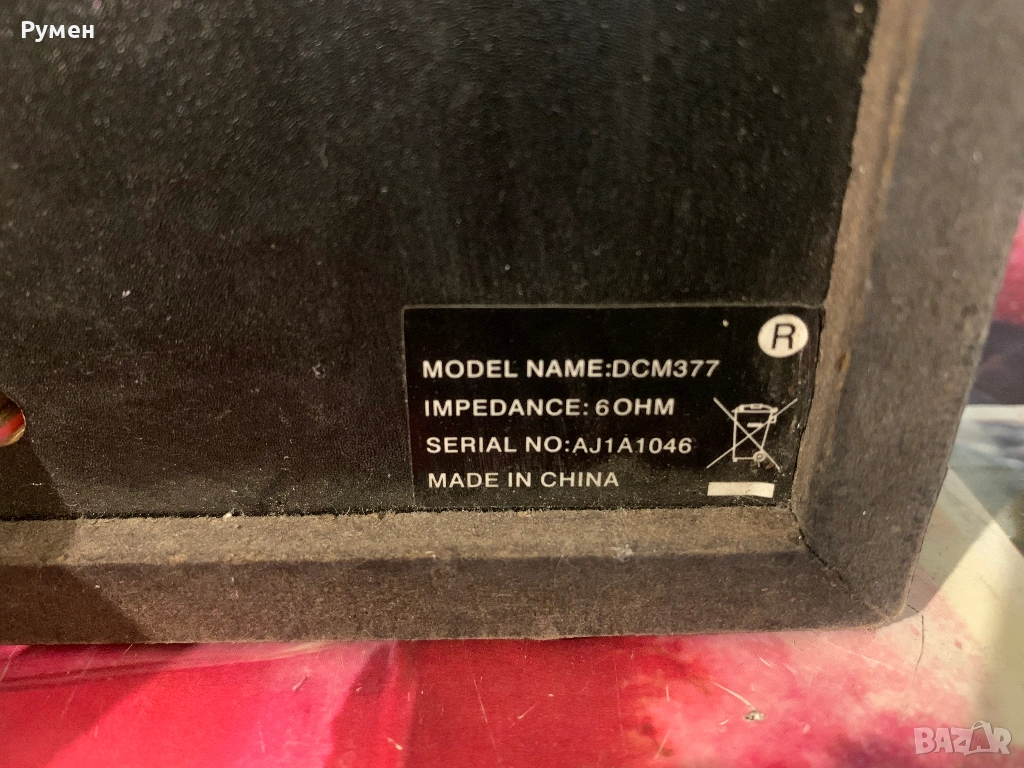 Румен
R
MODEL NAME:DCM377
IMPEDANCE: 6OHM
SERIAL NO:AJ1A1046
MADE IN CHINA
BAZAR